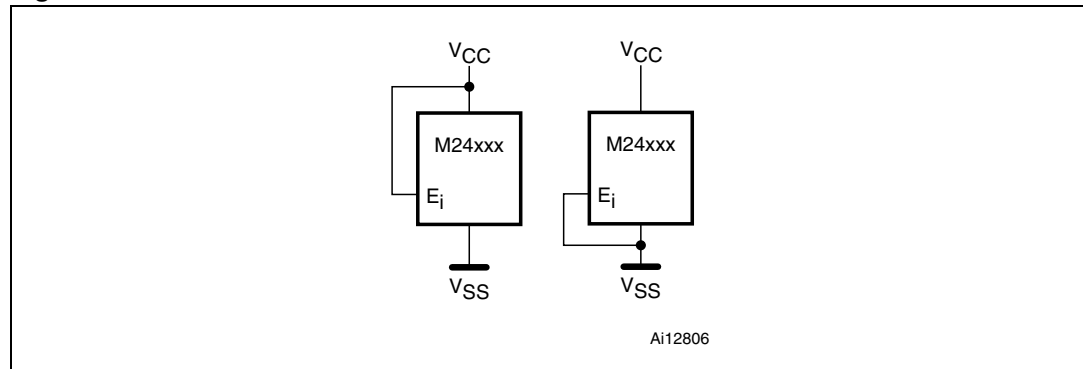 VCC VCC
M24xxx M24xxx
Ei Ei
VSS VSS
Ai12806